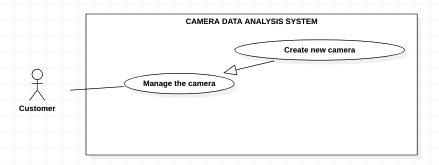 CAMERA DATA ANALYSIS SYSTEM
Create new camera
Manage the camera
Customer